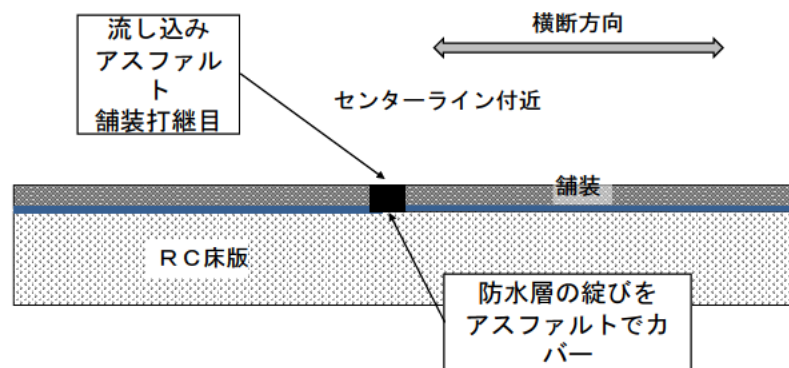 流し込み
アスファル
ト
舗装打継目
横断方向
センターライン付近
舗装
RC床版
防水層の綻びを
アスファルトでカ
バー